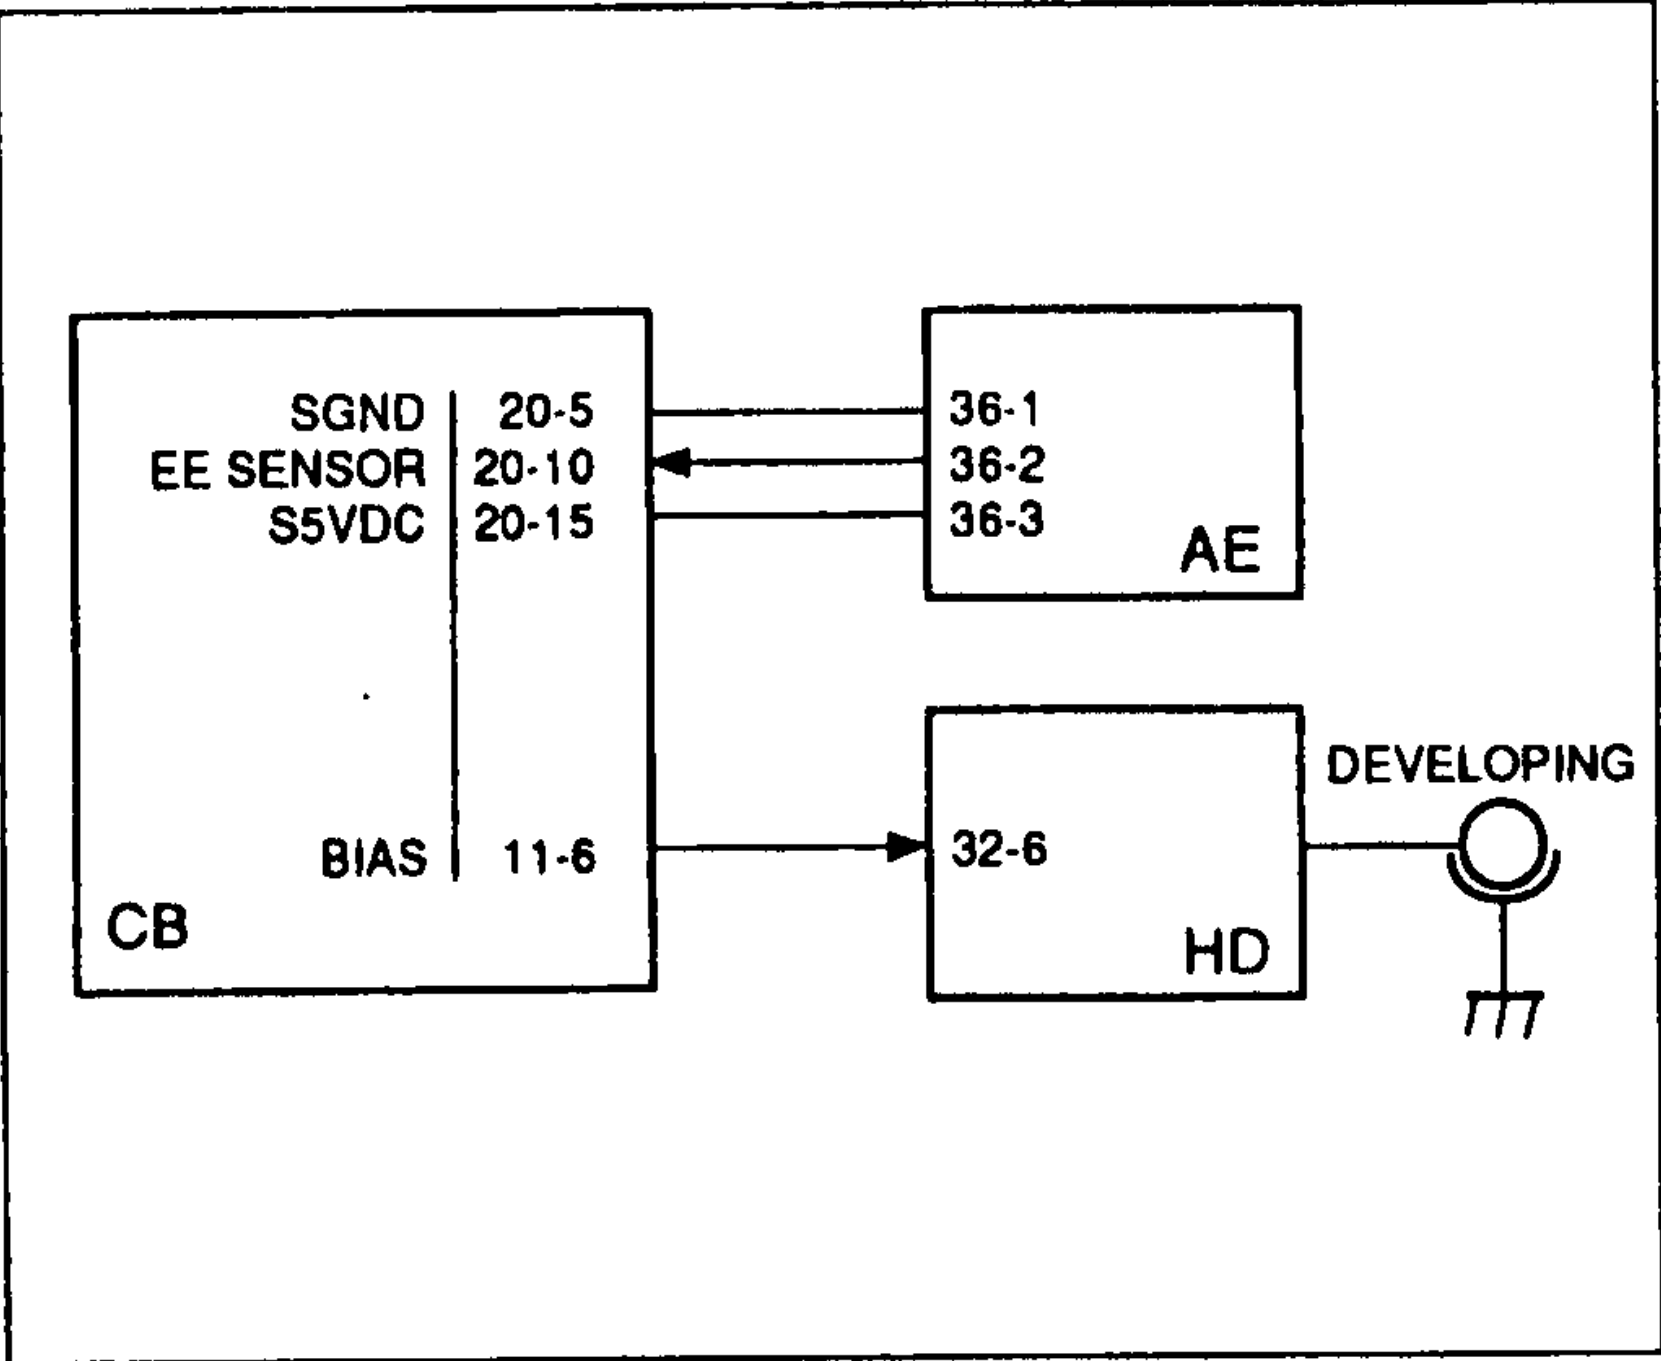 SGND 20-5 36-1
EE SENSOR 20-10 36-2
S5VDC 20-15 36-3
AE
DEVELOPING
BIAS 11-6 32-6
CB
HD